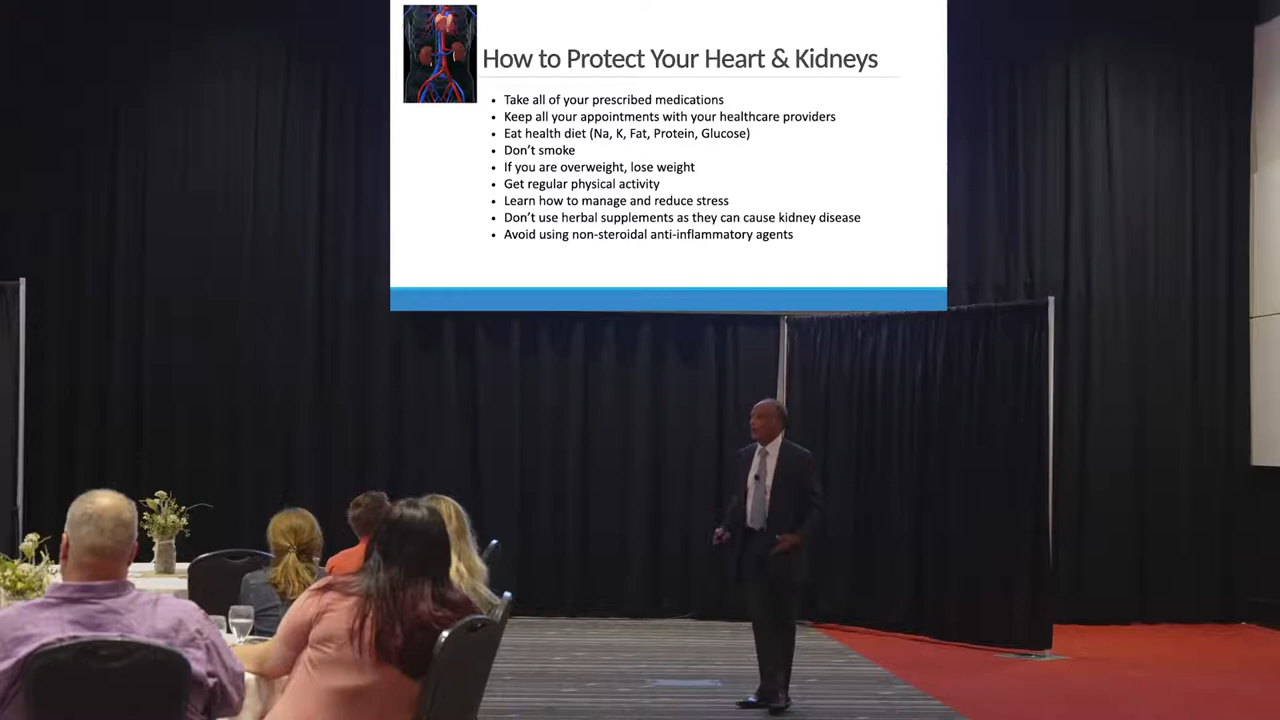 How to Protect Your Heart & Kidneys
• Take all of your prescribed medications
• Keep all your appointments with your healthcare providers
• Eat health diet (Na, K, Fat, Protein, Glucose)
• Don't smoke
• If you are overweight, lose weight
• Get regular physical activity
• Learn how to manage and reduce stress
• Don't use herbal supplements as they can cause kidney disease
• Avoid using non-steroidal anti-inflammatory agents